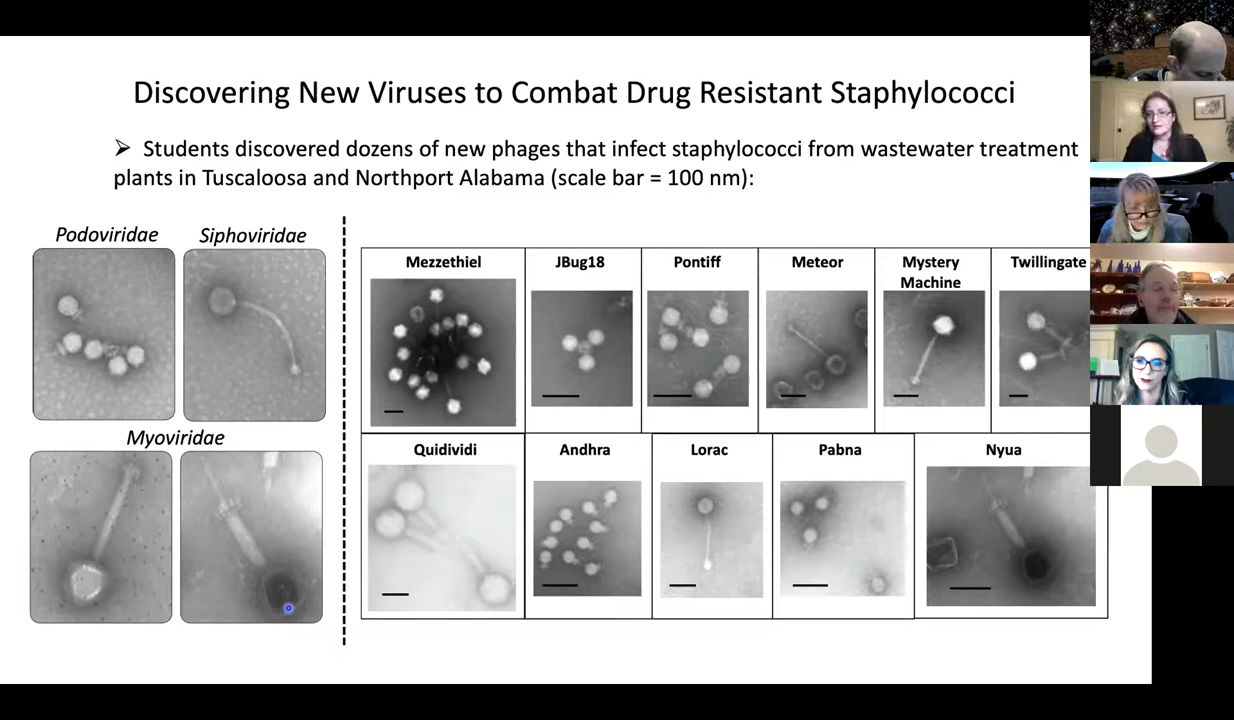 Discovering New Viruses to Combat Drug Resistant Staphylococci
➢ Students discovered dozens of new phages that infect staphylococci from wastewater treatment
plants in Tuscaloosa and Northport Alabama (scale bar = 100 nm):
Podoviridae
Siphoviridae
Myoviridae
Mezzethiel
JBug18
Pontiff
Meteor
Mystery
Machine
Twillingate
Quidividi
Andhra
Lorac
Pabna
Nyua